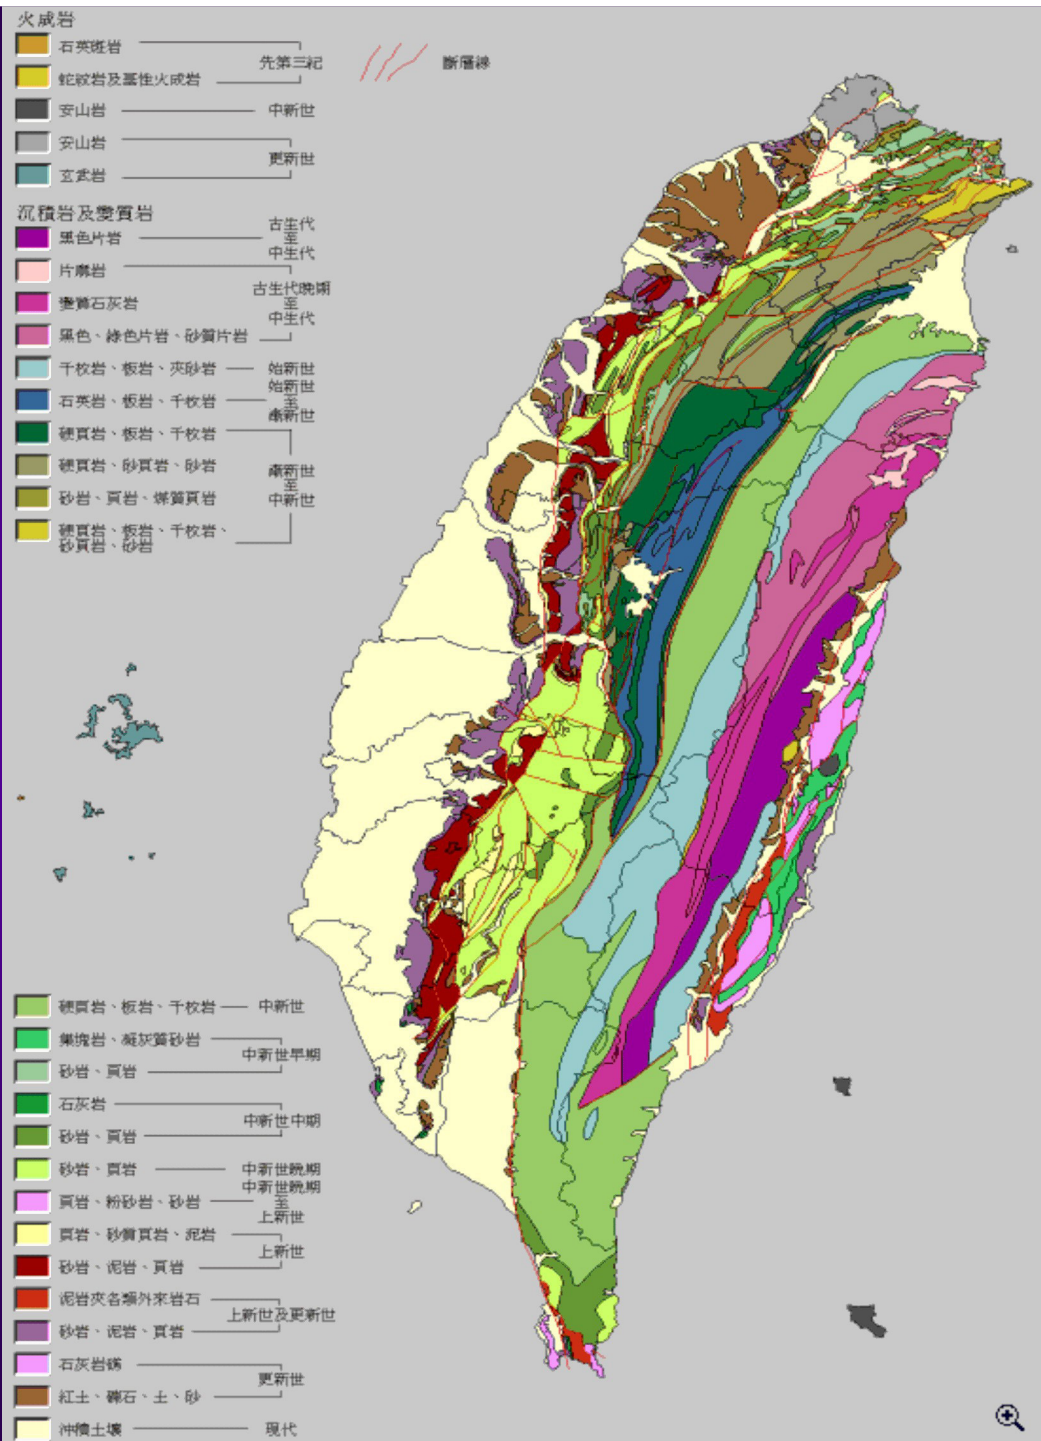 火成岩
石英斑岩
先第三紀
斷層線
蛇紋岩及基性火成岩
安山岩
中新世
安山岩
更新世
玄武岩
沉積岩及變質岩
黑色片岩
古生代
至
中生代
片麻岩
變質石灰岩
古生代晚期
至
中生代
黑色、綠色片岩、砂質片岩
千枚岩、板岩、夾砂岩
始新世
石英岩、板岩、千枚岩
始新世
至
漸新世
硬頁岩、板岩、千枚岩
硬頁岩、砂頁岩、砂岩
漸新世
至
中新世
砂岩、頁岩、煤質頁岩
硬頁岩、板岩、千枚岩、
砂頁岩、砂岩
硬頁岩、板岩、千枚岩
中新世
集塊岩、凝灰質砂岩
中新世早期
砂岩、頁岩
石灰岩
中新世中期
砂岩、頁岩
砂岩、頁岩
中新世晚期
頁岩、粉砂岩、砂岩
中新世晚期
至
上新世
頁岩、砂質頁岩、泥岩
上新世
砂岩、泥岩、頁岩
泥岩夾各類外來岩石
上新世及更新世
砂岩、泥岩、頁岩
石灰岩礁
更新世
紅土、礫石、土、砂
沖積土壤
現代